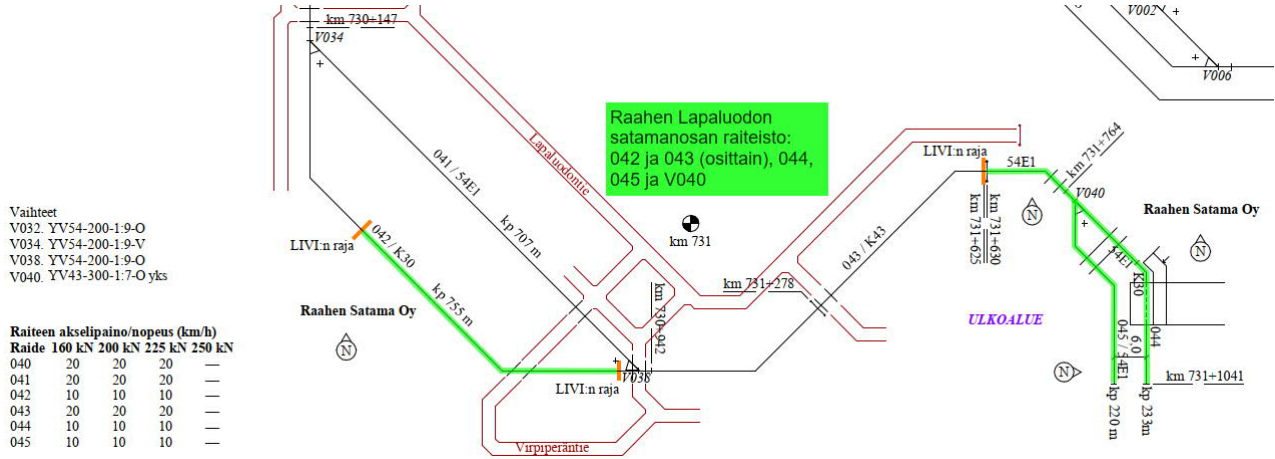 km 730+147
V034
+
V002
+
+
V006
Raahen Lapaluodon
satamanosan raiteisto:
042 ja 043 (osittain), 044,
045 ja V040
Lapaluodontie
041 / 54E1
kp 707 m
LIVI:n raja
54E1
km 731+764
V040
+
Raahen Satama Oy
N
N
km 731+630
km 731+625
Vaihteet
V032. YV54-200-1:9-O
V034. YV54-200-1:9-V
V038. YV54-200-1:9-O
V040. YV43-300-1:7-O yks
LIVI:n raja
042 / K30
kp 755 m
km 731
043 / K43
54E1
K30
km 731+278
km 730+942
Raahen Satama Oy
N
ULKOALUE
044
6,0
045 / 54E1
N
km 731+1041
kp 220 m
kp 233m
+
V038
LIVI:n raja
Virpiperäntie
Raiteen akselipaino/nopeus (km/h)
Raide 160 kN 200 kN 225 kN 250 kN
040 20 20 20 —
041 20 20 20 —
042 10 10 10 —
043 20 20 20 —
044 10 10 10 —
045 10 10 10 —